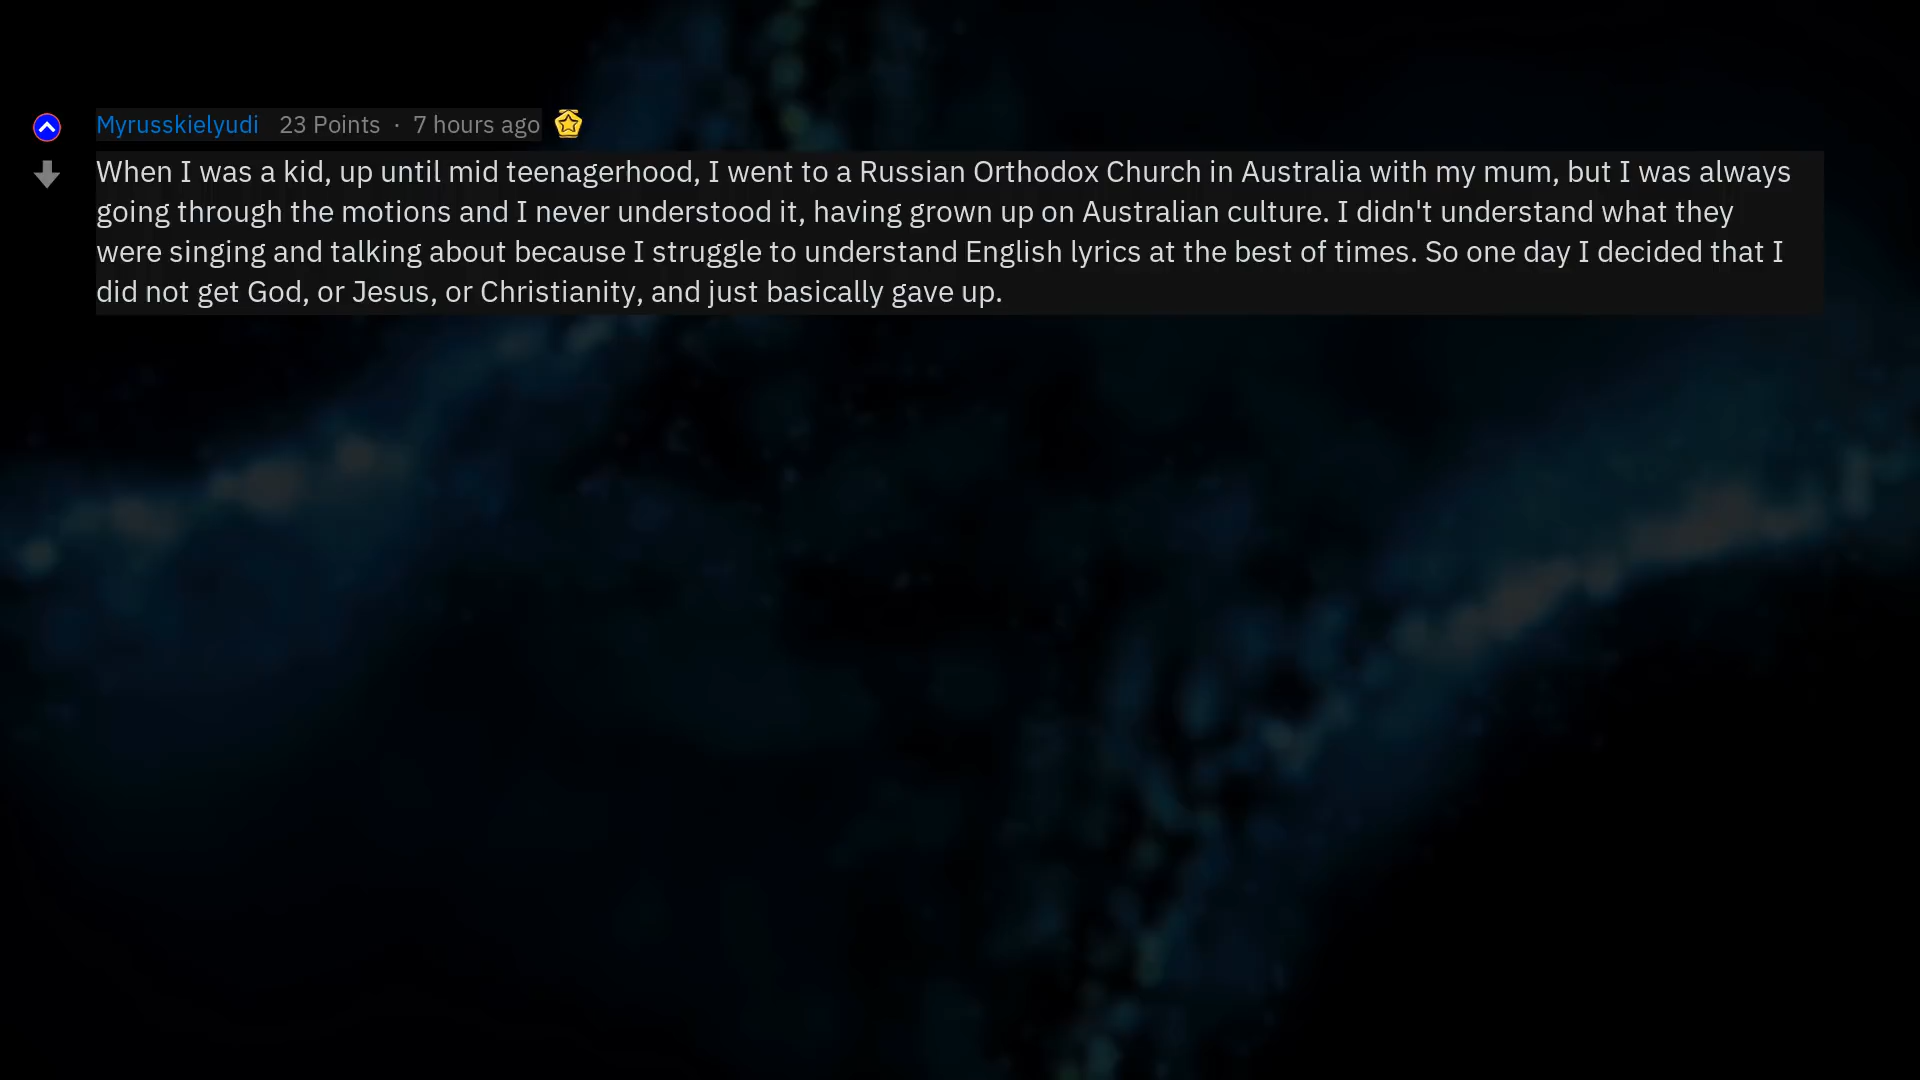 Myrusskielyudi 23 Points · 7 hours ago
When I was a kid, up until mid teenagerhood, I went to a Russian Orthodox Church in Australia with my mum, but I was always
going through the motions and I never understood it, having grown up on Australian culture. I didn't understand what they
were singing and talking about because I struggle to understand English lyrics at the best of times. So one day I decided that I
did not get God, or Jesus, or Christianity, and just basically gave up.